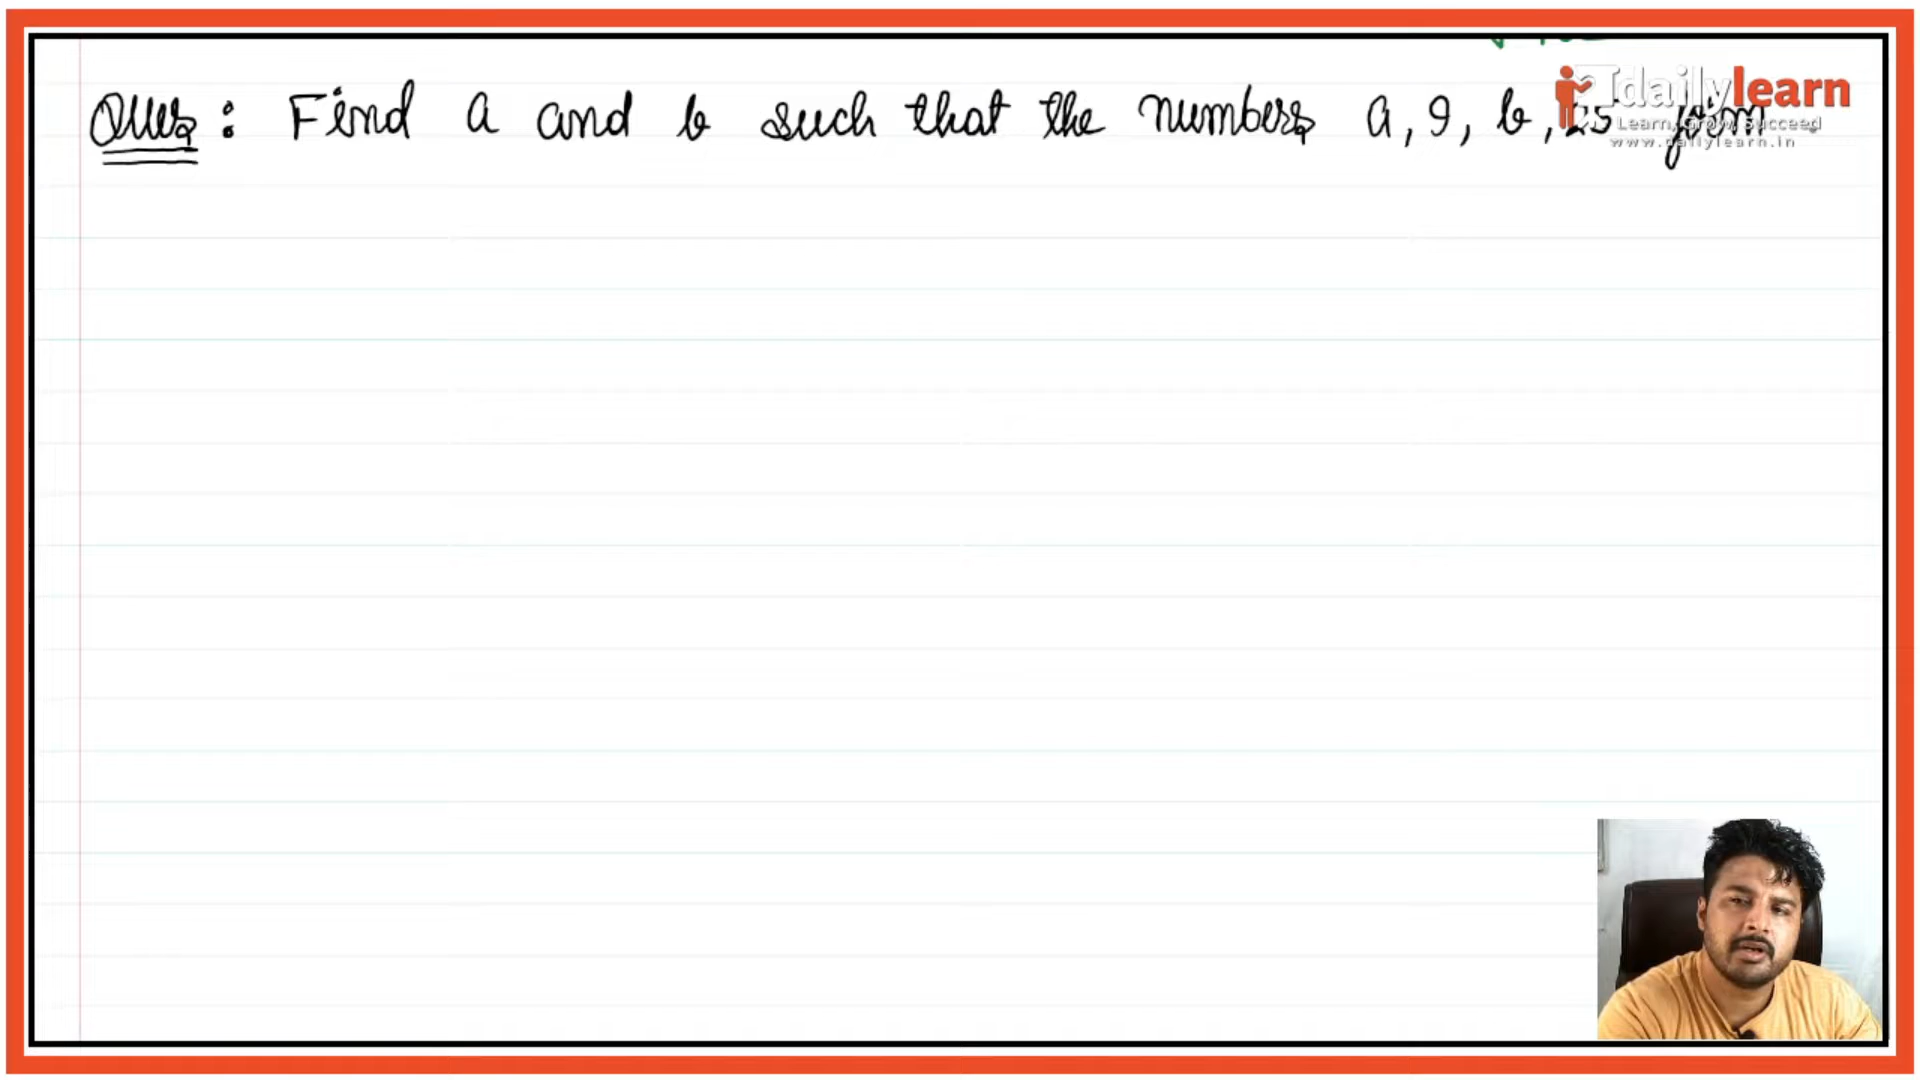 Ques : Find a and b such that the numbers a, 9, b, 25 form
dailylearn
Learn, Grow, Succeed
www.dailylearn.in